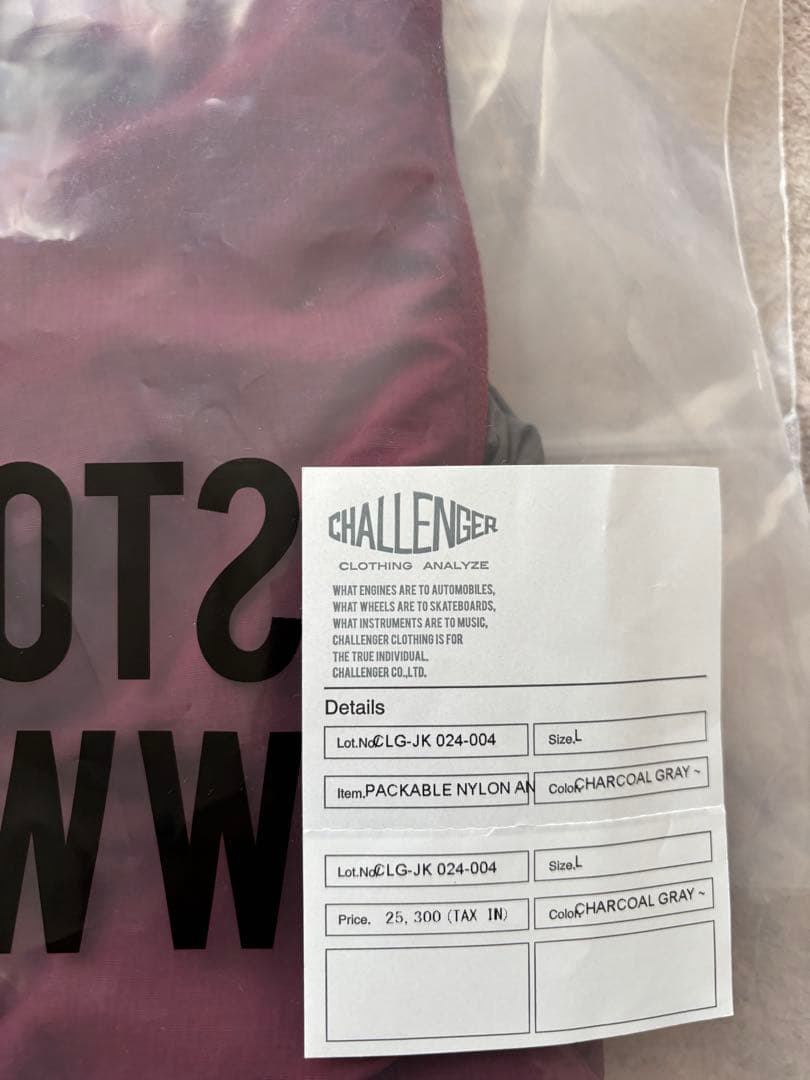 STO
WW
CHALLENGER
CLOTHING ANALYZE
WHAT ENGINES ARE TO AUTOMOBILES,
WHAT WHEELS ARE TO SKATEBOARDS,
WHAT INSTRUMENTS ARE TO MUSIC,
CHALLENGER CLOTHING IS FOR
THE TRUE INDIVIDUAL.
CHALLENGER CO.,LTD.
Details
Lot.No. CLG-JK 024-004 Size. L
Item. PACKABLE NYLON AN Color. CHARCOAL GRAY ~
Lot.No. CLG-JK 024-004 Size. L
Price. 25, 300 (TAX IN) Color. CHARCOAL GRAY ~